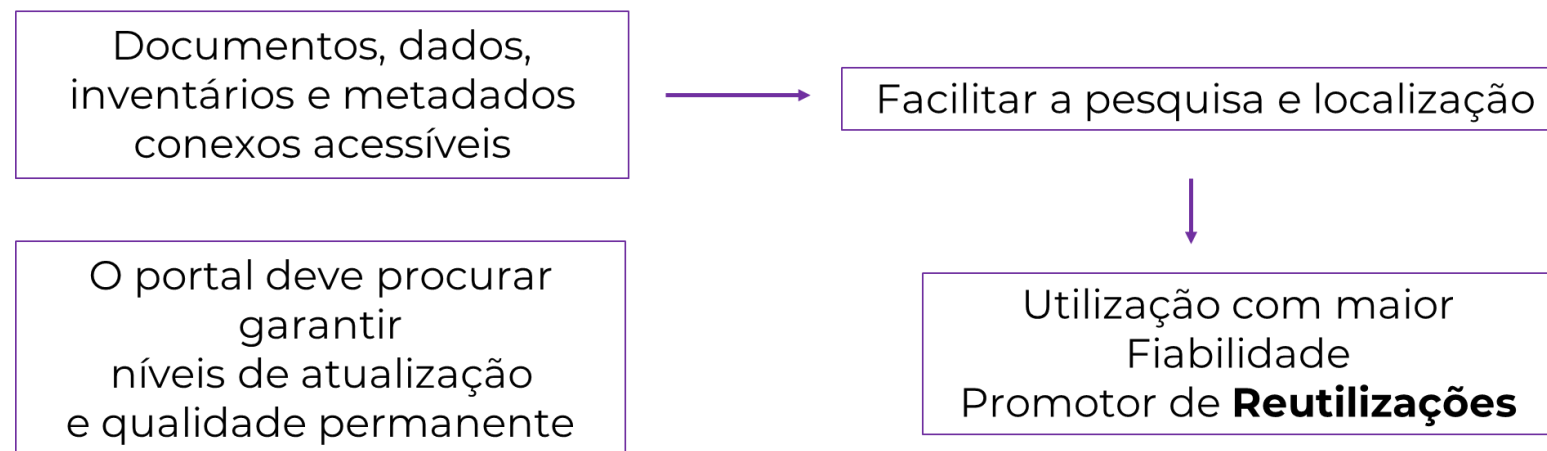 Documentos, dados,
inventários e metadados
conexos acessíveis
Facilitar a pesquisa e localização
O portal deve procurar
garantir
níveis de atualização
e qualidade permanente
Utilização com maior
Fiabilidade
Promotor de Reutilizações